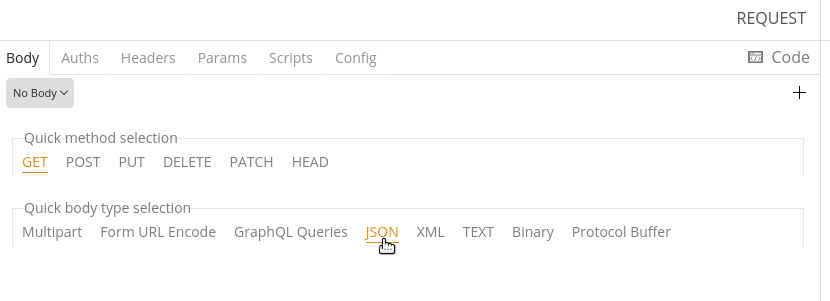 REQUEST
Body Auths Headers Params Scripts Config Code
No Body
Quick method selection
GET POST PUT DELETE PATCH HEAD
Quick body type selection
Multipart Form URL Encode GraphQL Queries JSON XML TEXT Binary Protocol Buffer